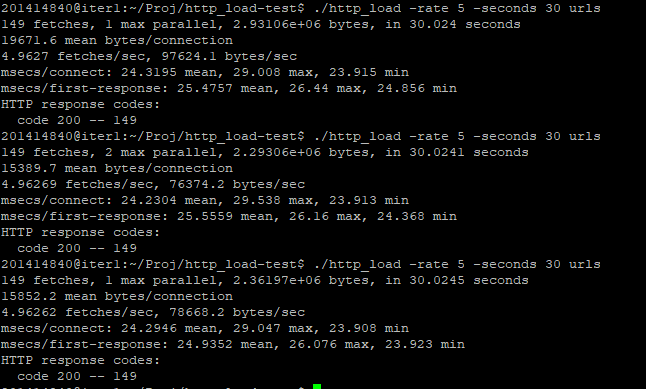 201414840@iter1:~/Proj/http_load-test$ ./http_load -rate 5 -seconds 30 urls
149 fetches, 1 max parallel, 2.93106e+06 bytes, in 30.024 seconds
19671.6 mean bytes/connection
4.9627 fetches/sec, 97624.1 bytes/sec
msecs/connect: 24.3195 mean, 29.008 max, 23.915 min
msecs/first-response: 25.4757 mean, 26.44 max, 24.856 min
HTTP response codes:
  code 200 -- 149
201414840@iter1:~/Proj/http_load-test$ ./http_load -rate 5 -seconds 30 urls
149 fetches, 2 max parallel, 2.29306e+06 bytes, in 30.0241 seconds
15389.7 mean bytes/connection
4.96269 fetches/sec, 76374.2 bytes/sec
msecs/connect: 24.2304 mean, 29.538 max, 23.913 min
msecs/first-response: 25.5559 mean, 26.16 max, 24.368 min
HTTP response codes:
  code 200 -- 149
201414840@iter1:~/Proj/http_load-test$ ./http_load -rate 5 -seconds 30 urls
149 fetches, 1 max parallel, 2.36197e+06 bytes, in 30.0245 seconds
15852.2 mean bytes/connection
4.96262 fetches/sec, 78668.2 bytes/sec
msecs/connect: 24.2946 mean, 29.047 max, 23.908 min
msecs/first-response: 24.9352 mean, 26.076 max, 23.923 min
HTTP response codes:
  code 200 -- 149